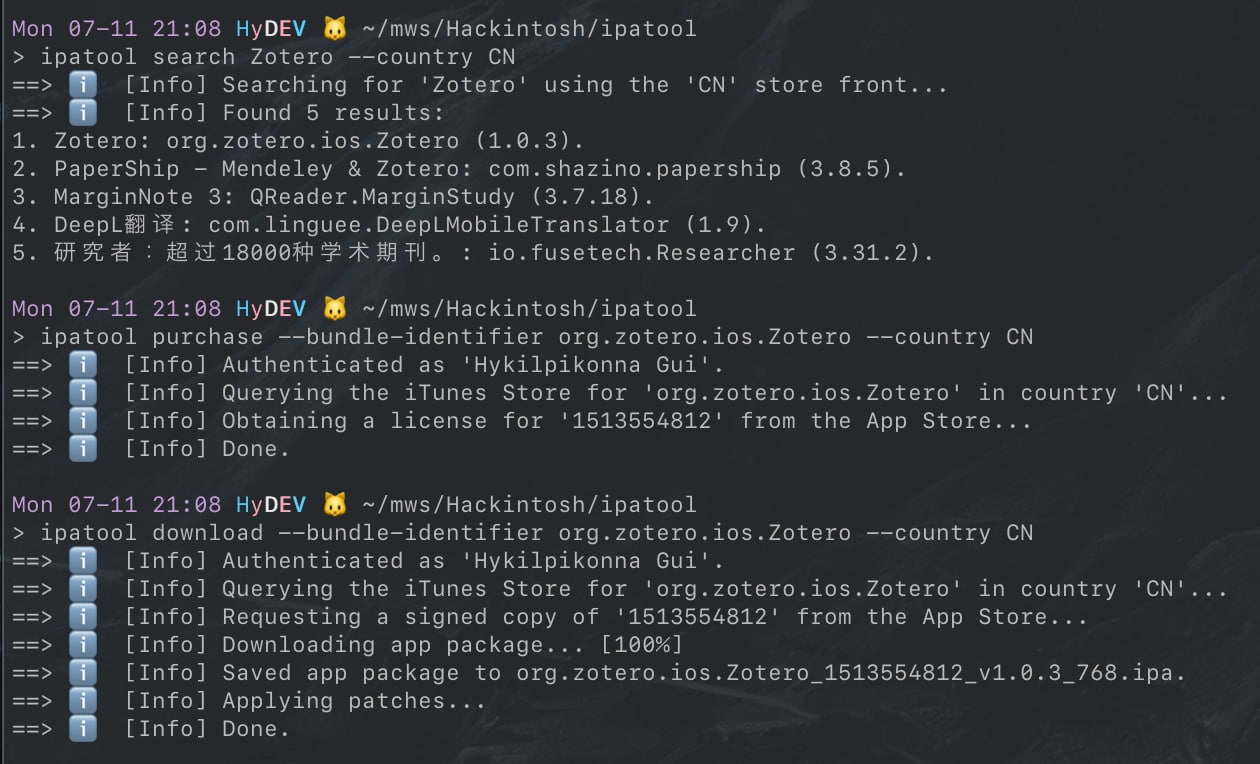 Mon 07-11 21:08 HyDEV 🐱 ~/mws/Hackintosh/ipatool
> ipatool search Zotero --country CN
==> ℹ️ [Info] Searching for 'Zotero' using the 'CN' store front...
==> ℹ️ [Info] Found 5 results:
1. Zotero: org.zotero.ios.Zotero (1.0.3).
2. PaperShip – Mendeley & Zotero: com.shazino.papership (3.8.5).
3. MarginNote 3: QReader.MarginStudy (3.7.18).
4. DeepL翻译: com.linguee.DeepLMobileTranslator (1.9).
5. 研究者：超过18000种学术期刊。: io.fusetech.Researcher (3.31.2).
Mon 07-11 21:08 HyDEV 🐱 ~/mws/Hackintosh/ipatool
> ipatool purchase --bundle-identifier org.zotero.ios.Zotero --country CN
==> ℹ️ [Info] Authenticated as 'Hykilpikonna Gui'.
==> ℹ️ [Info] Querying the iTunes Store for 'org.zotero.ios.Zotero' in country 'CN'...
==> ℹ️ [Info] Obtaining a license for '1513554812' from the App Store...
==> ℹ️ [Info] Done.
Mon 07-11 21:08 HyDEV 🐱 ~/mws/Hackintosh/ipatool
> ipatool download --bundle-identifier org.zotero.ios.Zotero --country CN
==> ℹ️ [Info] Authenticated as 'Hykilpikonna Gui'.
==> ℹ️ [Info] Querying the iTunes Store for 'org.zotero.ios.Zotero' in country 'CN'...
==> ℹ️ [Info] Requesting a signed copy of '1513554812' from the App Store...
==> ℹ️ [Info] Downloading app package... [100%]
==> ℹ️ [Info] Saved app package to org.zotero.ios.Zotero_1513554812_v1.0.3_768.ipa.
==> ℹ️ [Info] Applying patches...
==> ℹ️ [Info] Done.